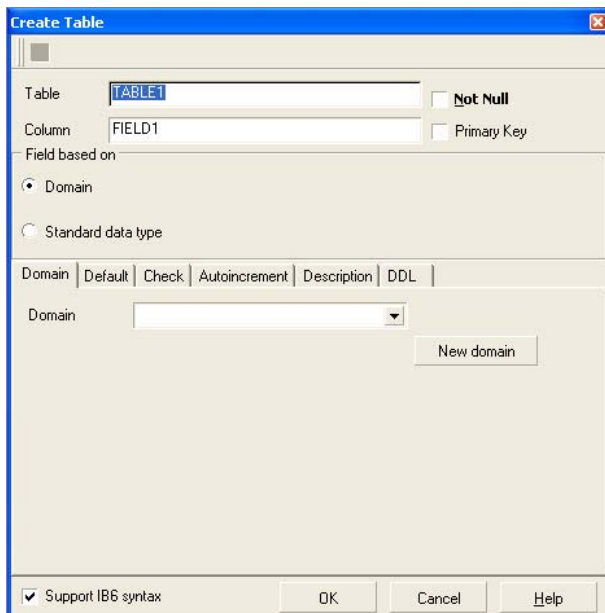 Create Table
Table TABLE1 Not Null
Column FIELD1 Primary Key
Field based on
Domain
Standard data type
Domain Default Check Autoincrement Description DDL
Domain
New domain
Support IB6 syntax OK Cancel Help